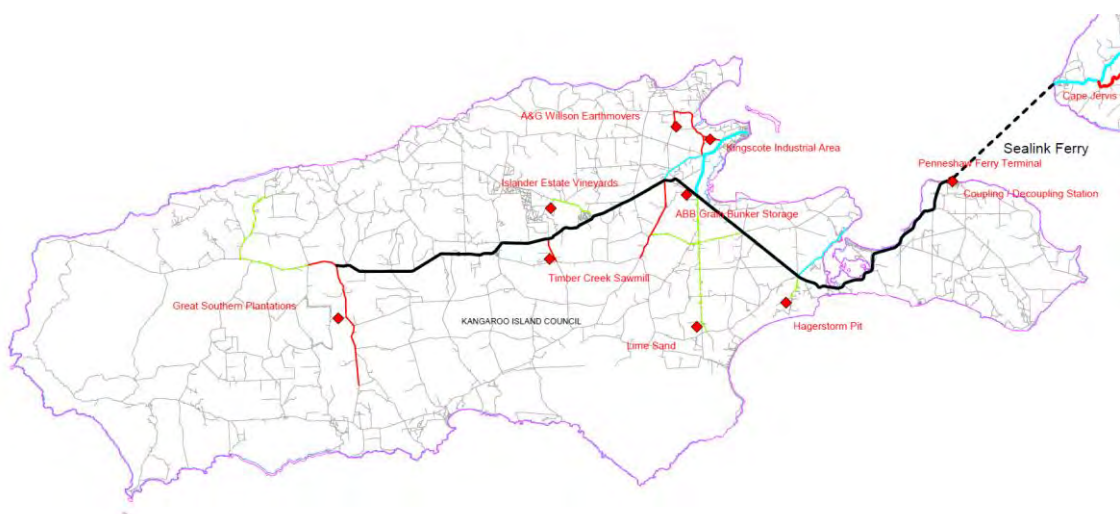 Cape Jervis
A&G Willson Earthmovers
Kingscote Industrial Area
Sealink Ferry
Penneshaw Ferry Terminal
Islander Estate Vineyards
Coupling / Decoupling Station
ABB Grain Bunker Storage
Timber Creek Sawmill
Great Southern Plantations
KANGAROO ISLAND COUNCIL
Hagerstorm Pit
Lime Sand